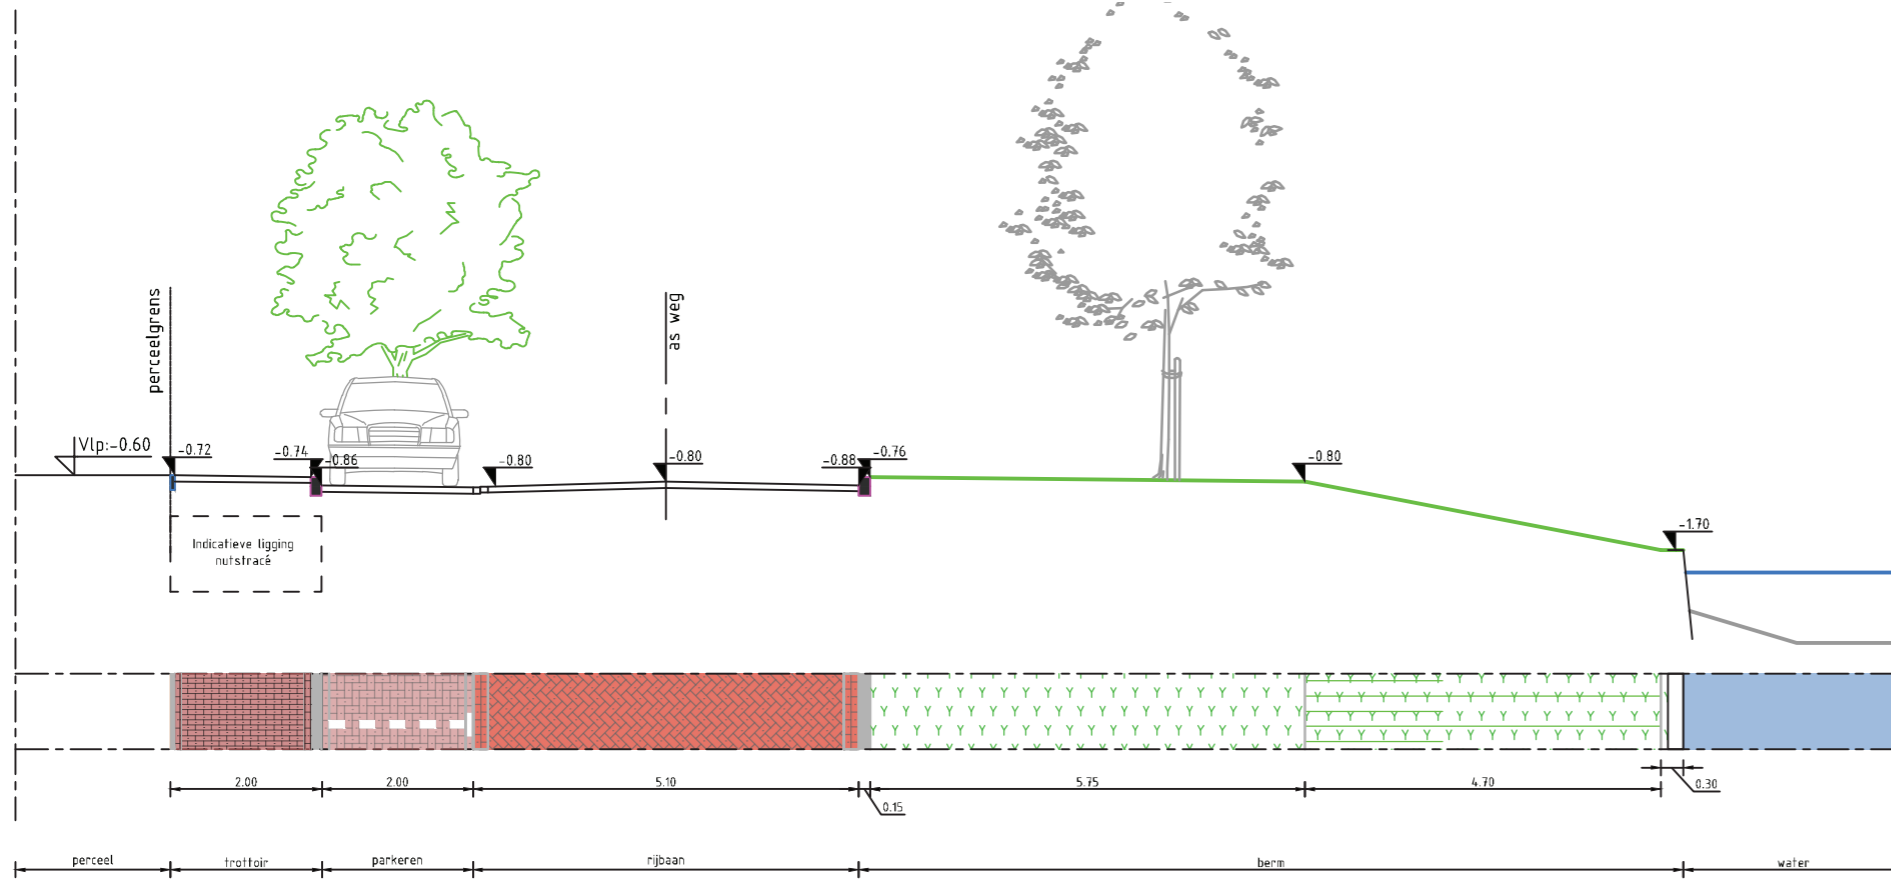 perceelgrens
as weg
Vlp:-0.60
-0.72
-0.74
-0.86
-0.80
-0.80
-0.88
-0.76
-0.80
-1.70
Indicatieve ligging
nutstracé
2.00
2.00
5.10
0.15
5.75
4.70
0.30
perceel
trottoir
parkeren
rijbaan
berm
water